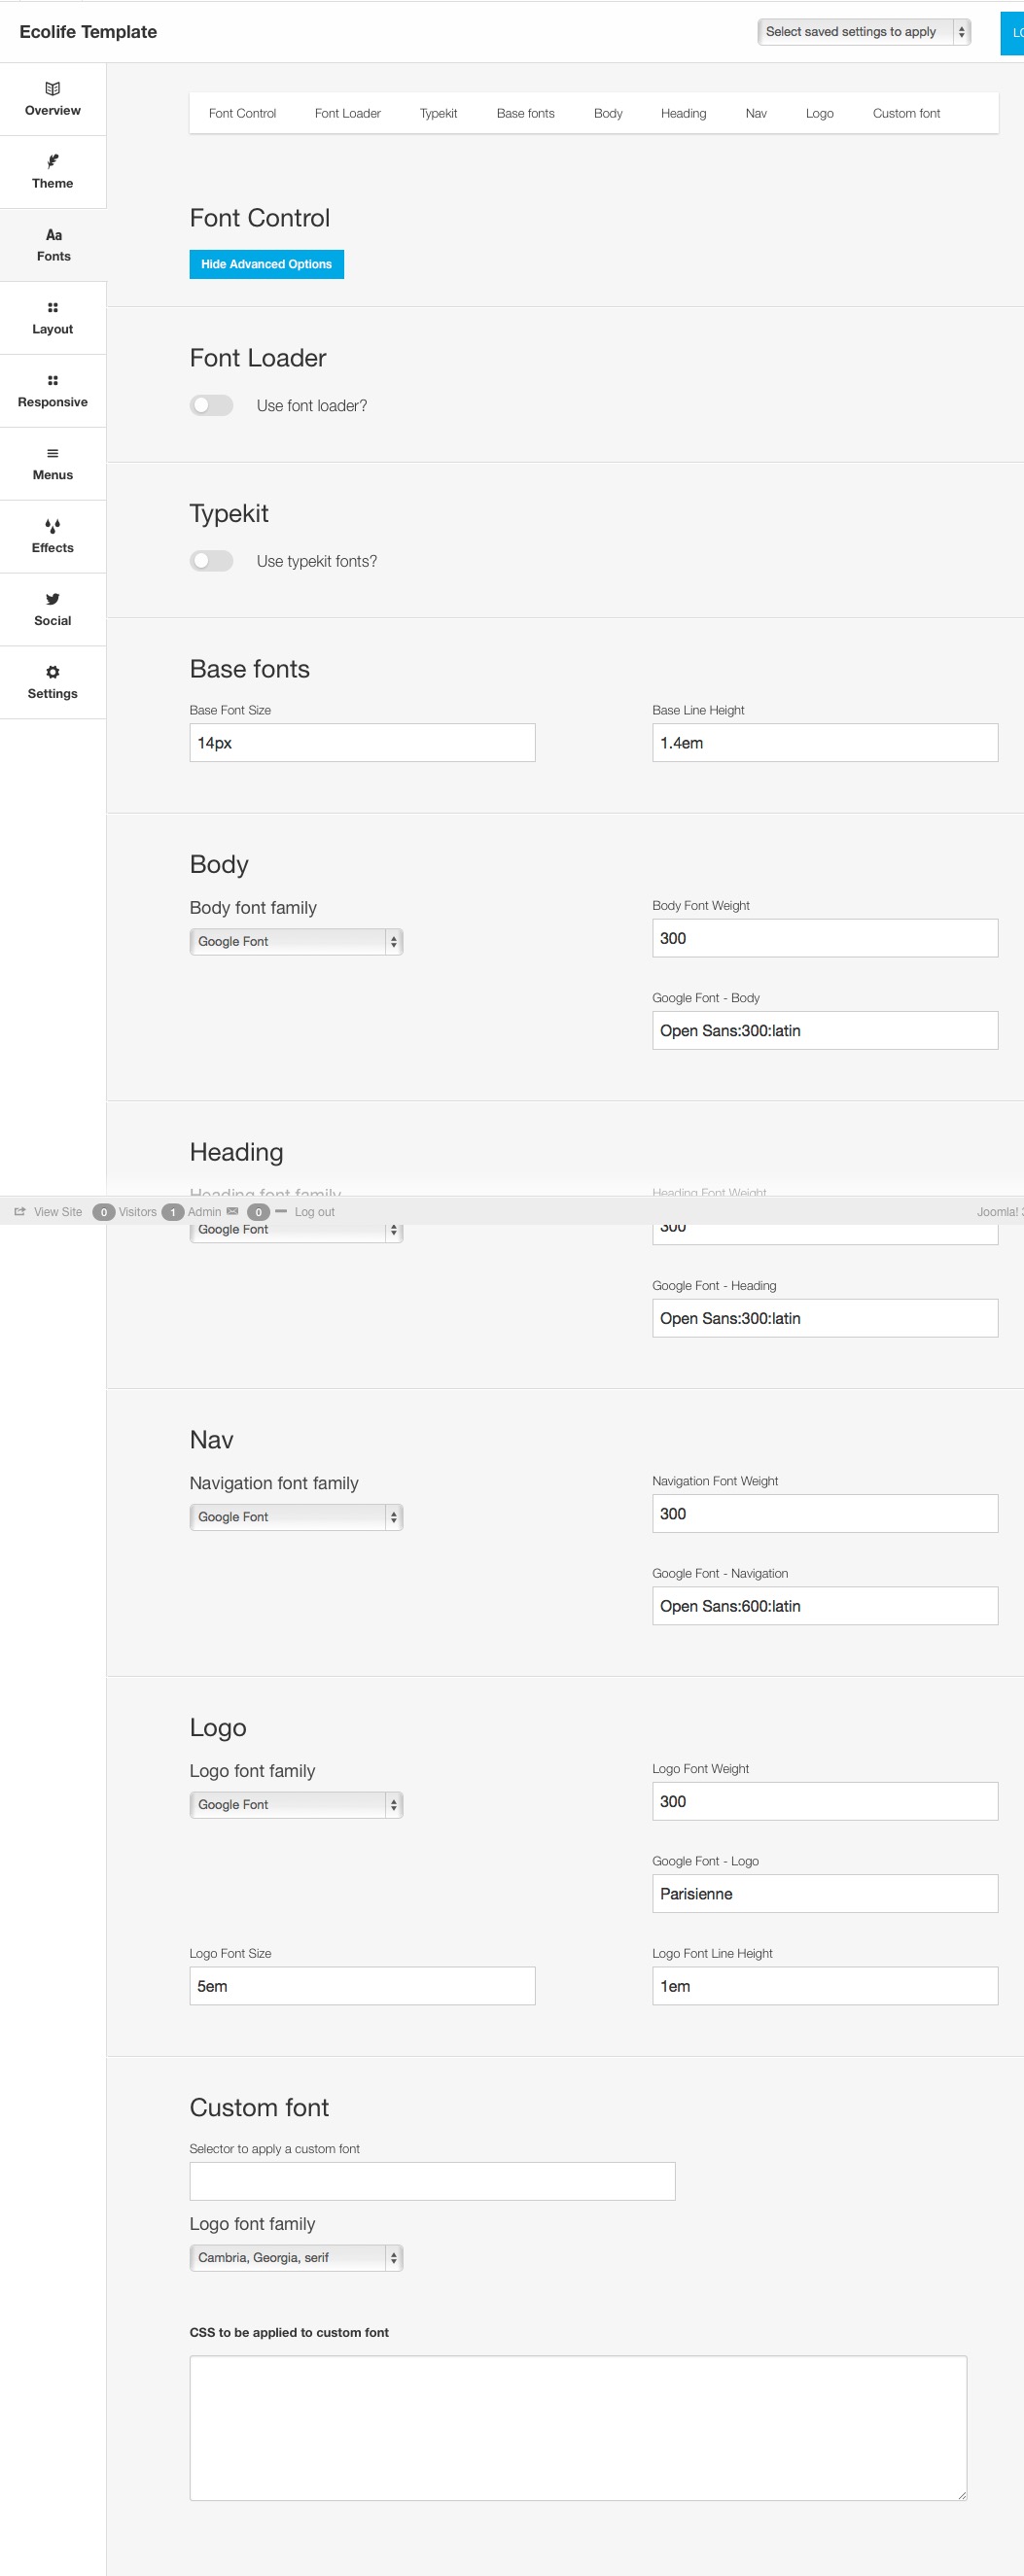 Ecolife Template
Select saved settings to apply
Overview
Theme
Aa
Fonts
Layout
Responsive
Menus
Effects
Social
Settings
Font Control Font Loader Typekit Base fonts Body Heading Nav Logo Custom font
Font Control
Hide Advanced Options
Font Loader
Use font loader?
Typekit
Use typekit fonts?
Base fonts
Base Font Size Base Line Height
14px 1.4em
Body
Body font family Body Font Weight
Google Font 300
Google Font - Body
Open Sans:300:latin
Heading
Heading font family Heading Font Weight
View Site 0 Visitors 1 Admin 0 Log out Joomla!
Google Font 300
Google Font - Heading
Open Sans:300:latin
Nav
Navigation font family Navigation Font Weight
Google Font 300
Google Font - Navigation
Open Sans:600:latin
Logo
Logo font family Logo Font Weight
Google Font 300
Google Font - Logo
Parisienne
Logo Font Size Logo Font Line Height
5em 1em
Custom font
Selector to apply a custom font
Logo font family
Cambria, Georgia, serif
CSS to be applied to custom font